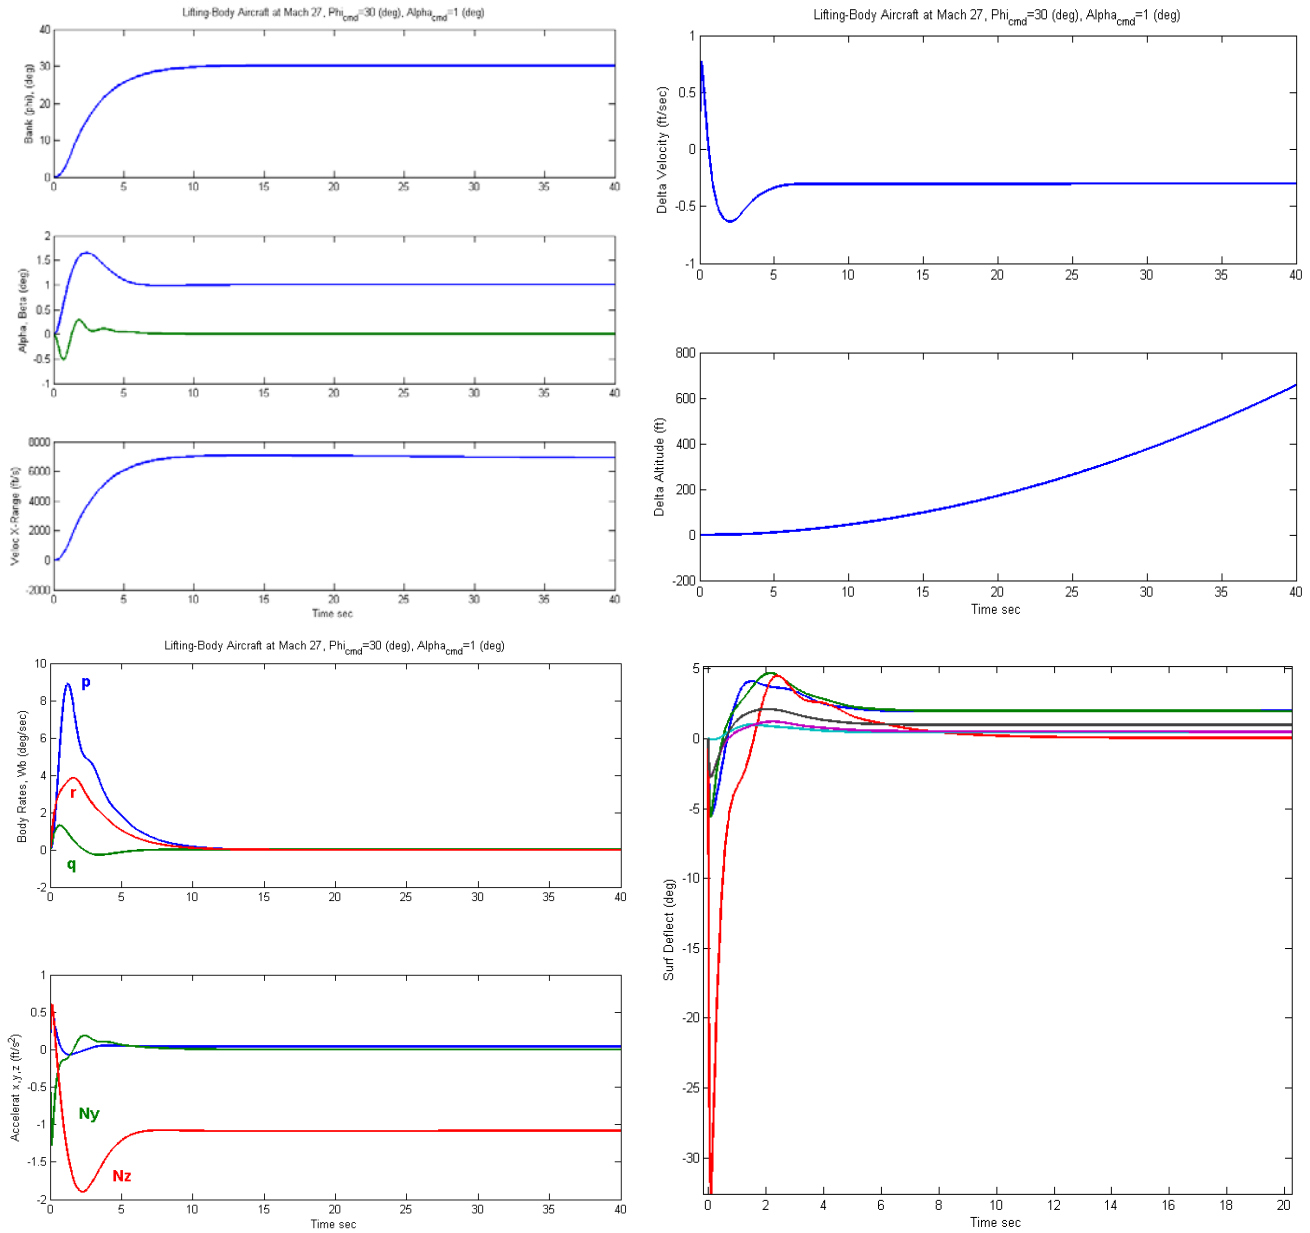 Lifting-Body Aircraft at Mach 27, Phi_cmd=30 (deg), Alpha_cmd=1 (deg)
Bank (phi), (deg)
40
30
20
10
0
0 5 10 15 20 25 30 35 40
Alpha, Beta (deg)
2
1.5
1
0.5
0
-0.5
-1
0 5 10 15 20 25 30 35 40
Veloc X-Range (ft/s)
8000
6000
4000
2000
0
-2000
0 5 10 15 20 25 30 35 40
Time sec
Lifting-Body Aircraft at Mach 27, Phi_cmd=30 (deg), Alpha_cmd=1 (deg)
Delta Velocity (ft/sec)
1
0.5
0
-0.5
-1
0 5 10 15 20 25 30 35 40
Delta Altitude (ft)
800
600
400
200
0
-200
0 5 10 15 20 25 30 35 40
Time sec
Lifting-Body Aircraft at Mach 27, Phi_cmd=30 (deg), Alpha_cmd=1 (deg)
Body Rates, Wb (deg/sec)
10
8
6
4
2
0
-2
p
r
q
0 5 10 15 20 25 30 35 40
Accelerat x,y,z (ft/s²)
1
0.5
0
-0.5
-1
-1.5
-2
Ny
Nz
0 5 10 15 20 25 30 35 40
Time sec
Surf Deflect (deg)
5
0
-5
-10
-15
-20
-25
-30
0 2 4 6 8 10 12 14 16 18 20
Time sec